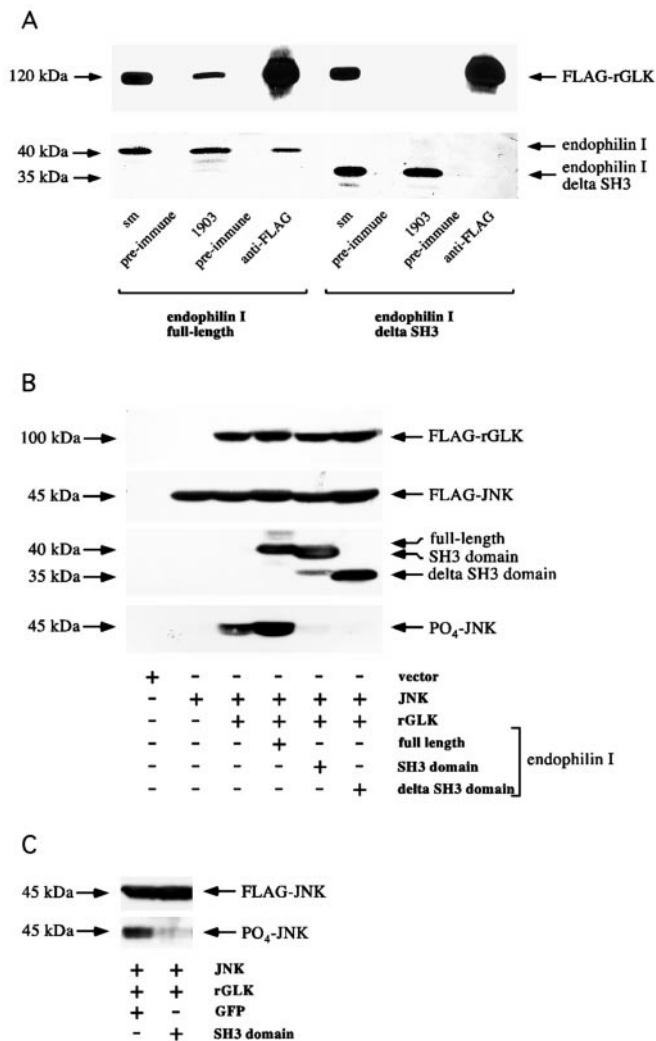 A
120 kDa
FLAG-rGLK
40 kDa
endophilin I
35 kDa
endophilin I
delta SH3
sm
pre-immune
1903
pre-immune
anti-FLAG
sm
pre-immune
1903
pre-immune
anti-FLAG
endophilin I
full-length
endophilin I
delta SH3
B
100 kDa
FLAG-rGLK
45 kDa
FLAG-JNK
full-length
40 kDa
SH3 domain
35 kDa
delta SH3 domain
45 kDa
PO4-JNK
+ - - - - - vector
- + + + + + JNK
- - + + + + rGLK
- - - + - - full length
endophilin I
- - - - + - SH3 domain
- - - - - + delta SH3 domain
C
45 kDa
FLAG-JNK
45 kDa
PO4-JNK
+ + JNK
+ + rGLK
+ - GFP
- + SH3 domain